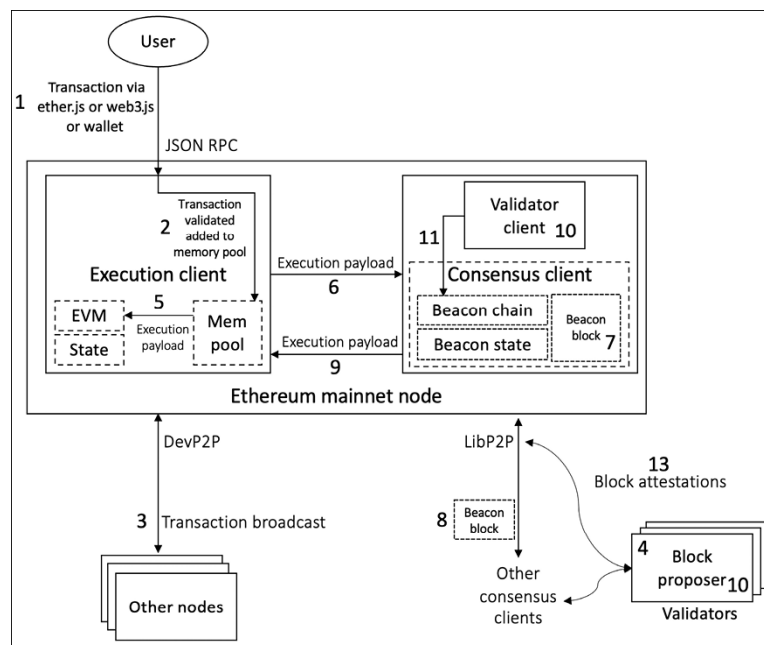 User
1
Transaction via
ether.js or web3.js
or wallet
JSON RPC
2
Transaction
validated
added to
memory pool
Execution client
5
EVM
Execution
payload
State
Mem
pool
Execution payload
6
Execution payload
9
Validator
client
10
11
Consensus client
Beacon chain
Beacon state
Beacon
block
7
Ethereum mainnet node
DevP2P
LibP2P
3
Transaction broadcast
Other nodes
8
Beacon
block
Other
consensus
clients
13
Block attestations
4
Block
proposer
10
Validators